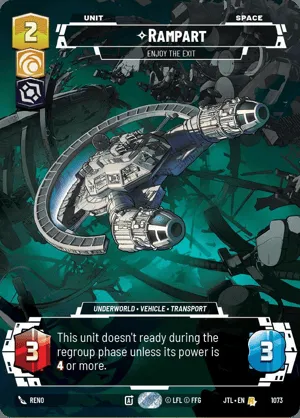 2
UNIT
SPACE
RAMPART
ENJOY THE EXIT
UNDERWORLD • VEHICLE • TRANSPORT
3
This unit doesn't ready during the
regroup phase unless its power is
4 or more.
3
RENO
© LFL © FFG
JTL • EN
1073